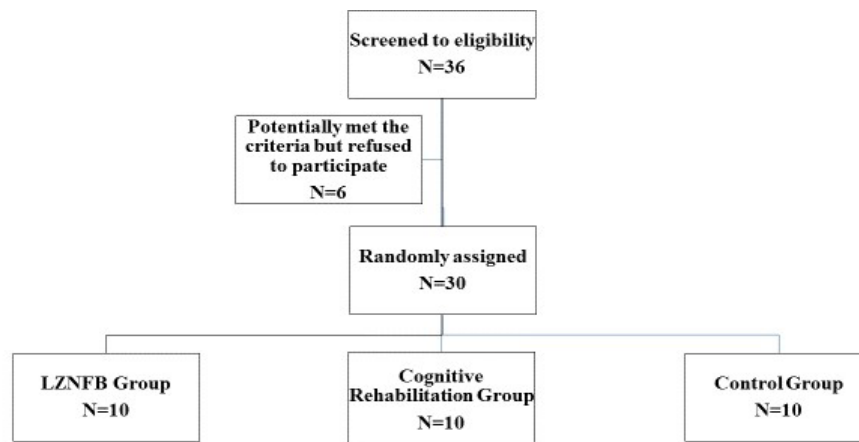 Screened to eligibility
N=36
Potentially met the
criteria but refused
to participate
N=6
Randomly assigned
N=30
LZNFB Group
N=10
Cognitive
Rehabilitation Group
N=10
Control Group
N=10